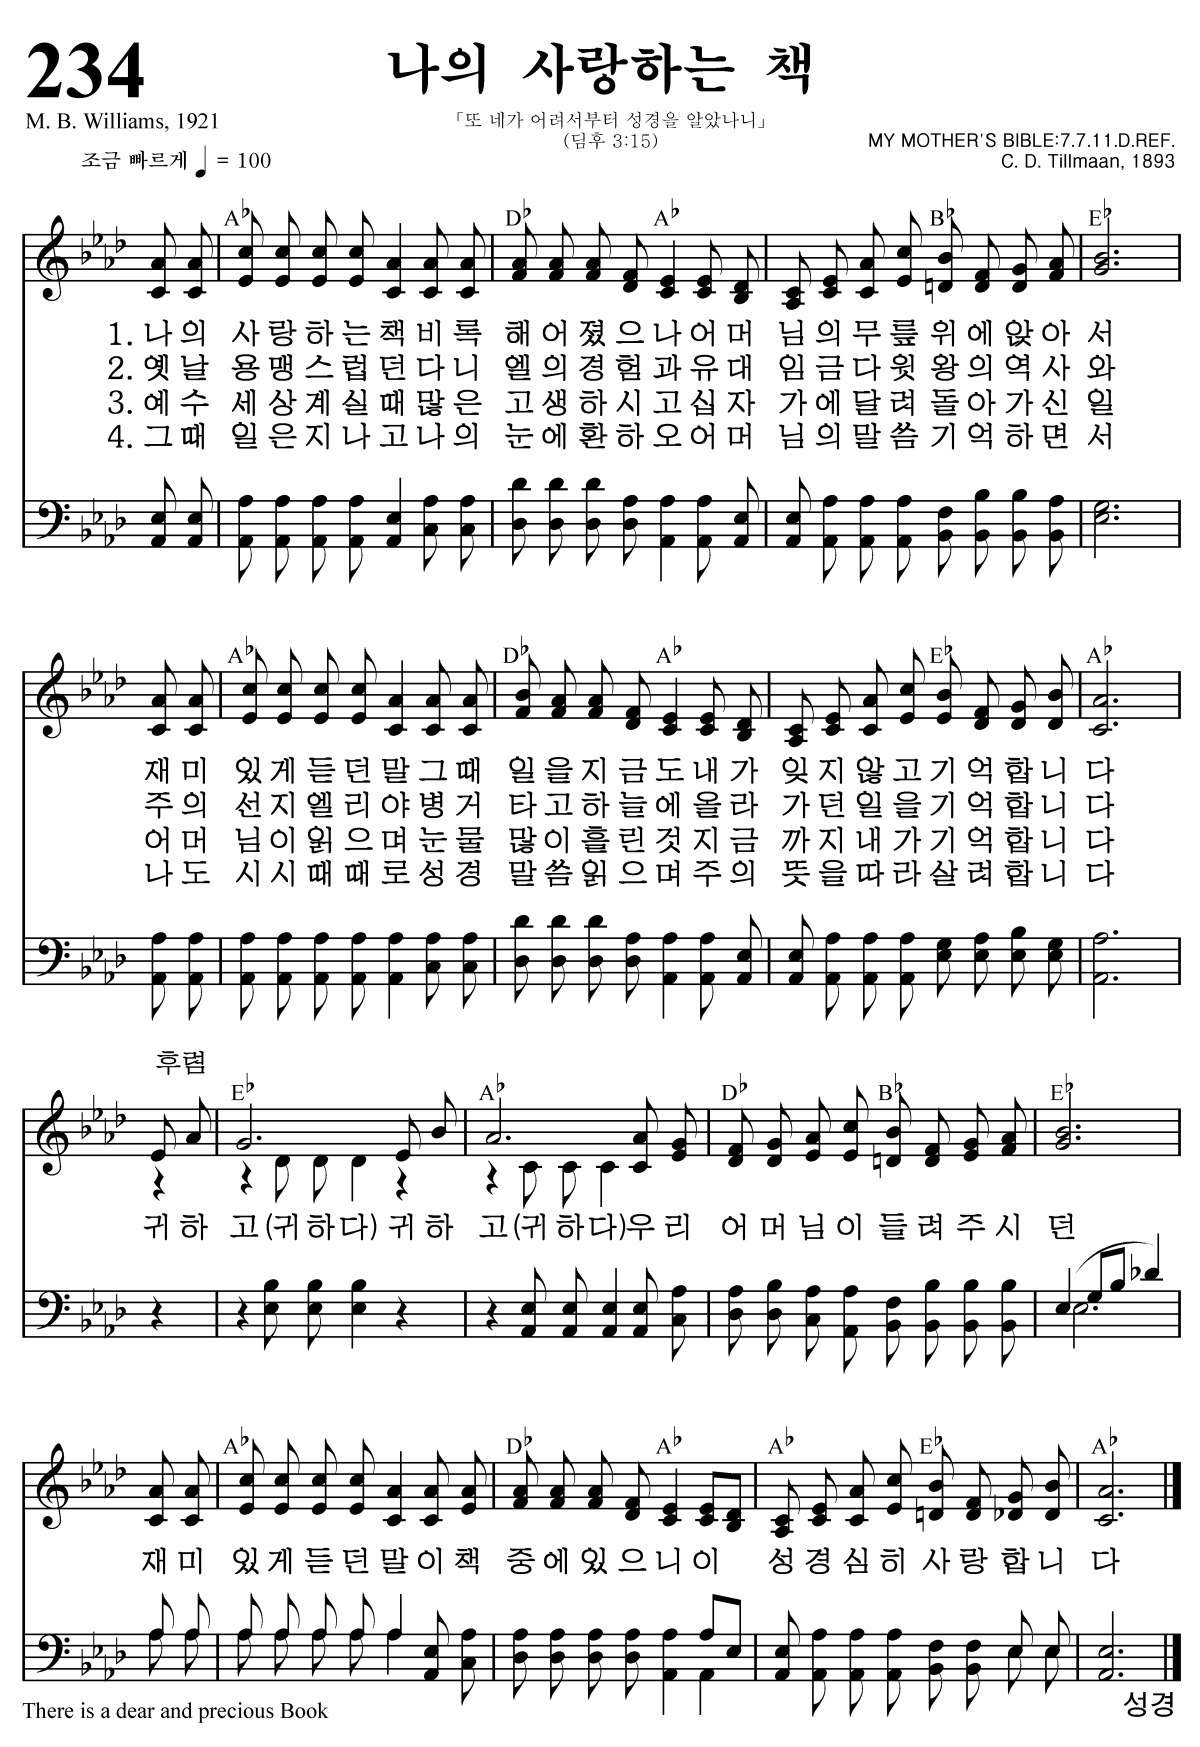 234
나의 사랑하는 책
M. B. Williams, 1921
「또 네가 어려서부터 성경을 알았나니」
(딤후 3:15)
조금 빠르게 ♩ = 100
MY MOTHER'S BIBLE:7.7.11.D.REF.
C. D. Tillmaan, 1893
A♭ D♭ A♭ B♭ E♭
1. 나의 사랑하는책비록 해어졌으나어머 님의무릎위에앉아 서
2. 옛날 용맹스럽던다니 엘의경험과유대 임금다윗왕의역사 와
3. 예수 세상계실때많은 고생하시고십자 가에달려돌아가신 일
4. 그때 일은지나고나의 눈에환하오어머 님의말씀기억하면 서
A♭ D♭ A♭ E♭ A♭
재미 있게듣던말그때 일을지금도내가 잊지않고기억합니 다
주의 선지엘리야병거 타고하늘에올라 가던일을기억합니 다
어머 님이읽으며눈물 많이흘린것지금 까지내가기억합니 다
나도 시시때때로성경 말씀읽으며주의 뜻을따라살려합니 다
후렴
E♭ A♭ D♭ B♭ E♭
귀하 고(귀하다) 귀하 고(귀하다)우리 어머님이들려주시 던
A♭ D♭ A♭ A♭ E♭ A♭
재미 있게듣던말이책 중에있으니이 성경심히사랑합니 다
There is a dear and precious Book
성경